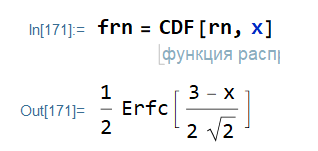 In[171]:= frn = CDF[rn, x]
функция расп
Out[171]= 1/2 Erfc[(3 - x)/(2 √2)]